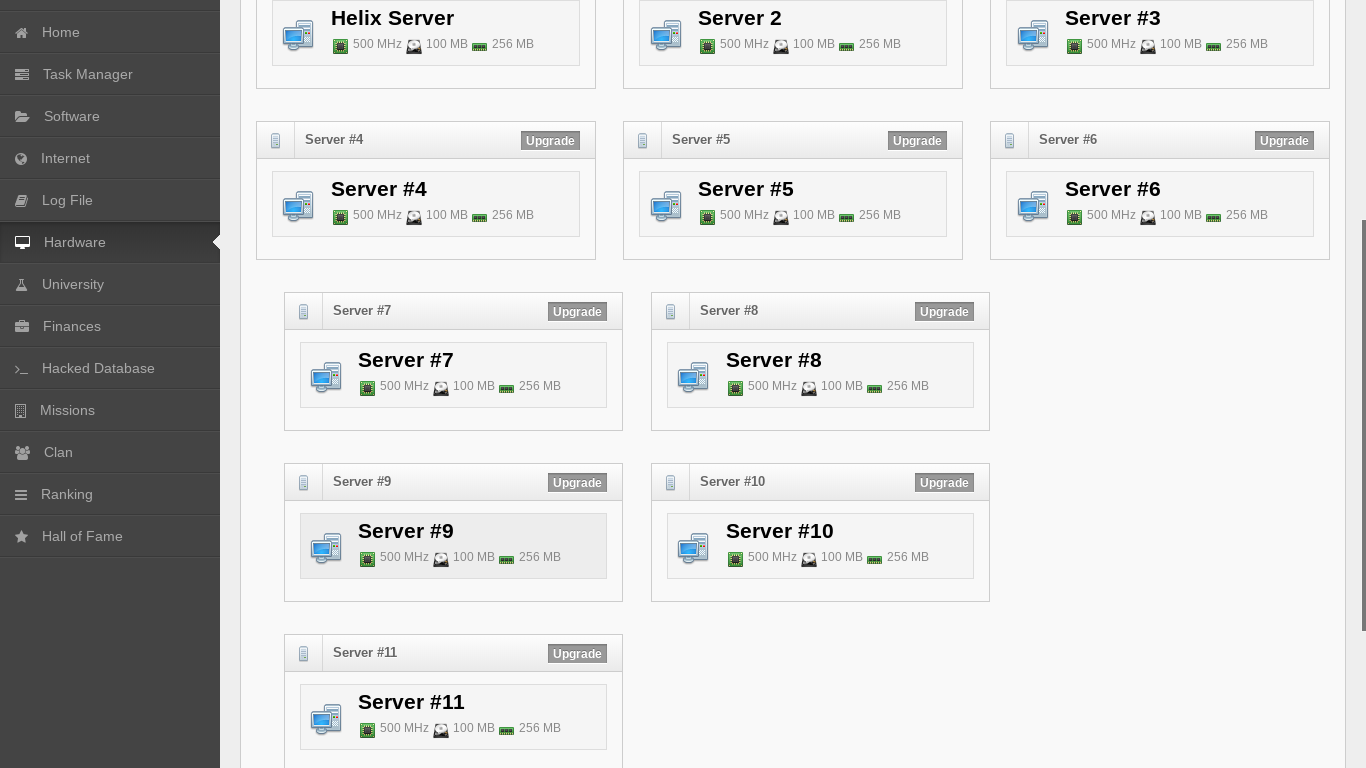 Home
Task Manager
Software
Internet
Log File
Hardware
University
Finances
Hacked Database
Missions
Clan
Ranking
Hall of Fame
Helix Server
500 MHz 100 MB 256 MB
Server 2
500 MHz 100 MB 256 MB
Server #3
500 MHz 100 MB 256 MB
Server #4 Upgrade
Server #4
500 MHz 100 MB 256 MB
Server #5 Upgrade
Server #5
500 MHz 100 MB 256 MB
Server #6 Upgrade
Server #6
500 MHz 100 MB 256 MB
Server #7 Upgrade
Server #7
500 MHz 100 MB 256 MB
Server #8 Upgrade
Server #8
500 MHz 100 MB 256 MB
Server #9 Upgrade
Server #9
500 MHz 100 MB 256 MB
Server #10 Upgrade
Server #10
500 MHz 100 MB 256 MB
Server #11 Upgrade
Server #11
500 MHz 100 MB 256 MB